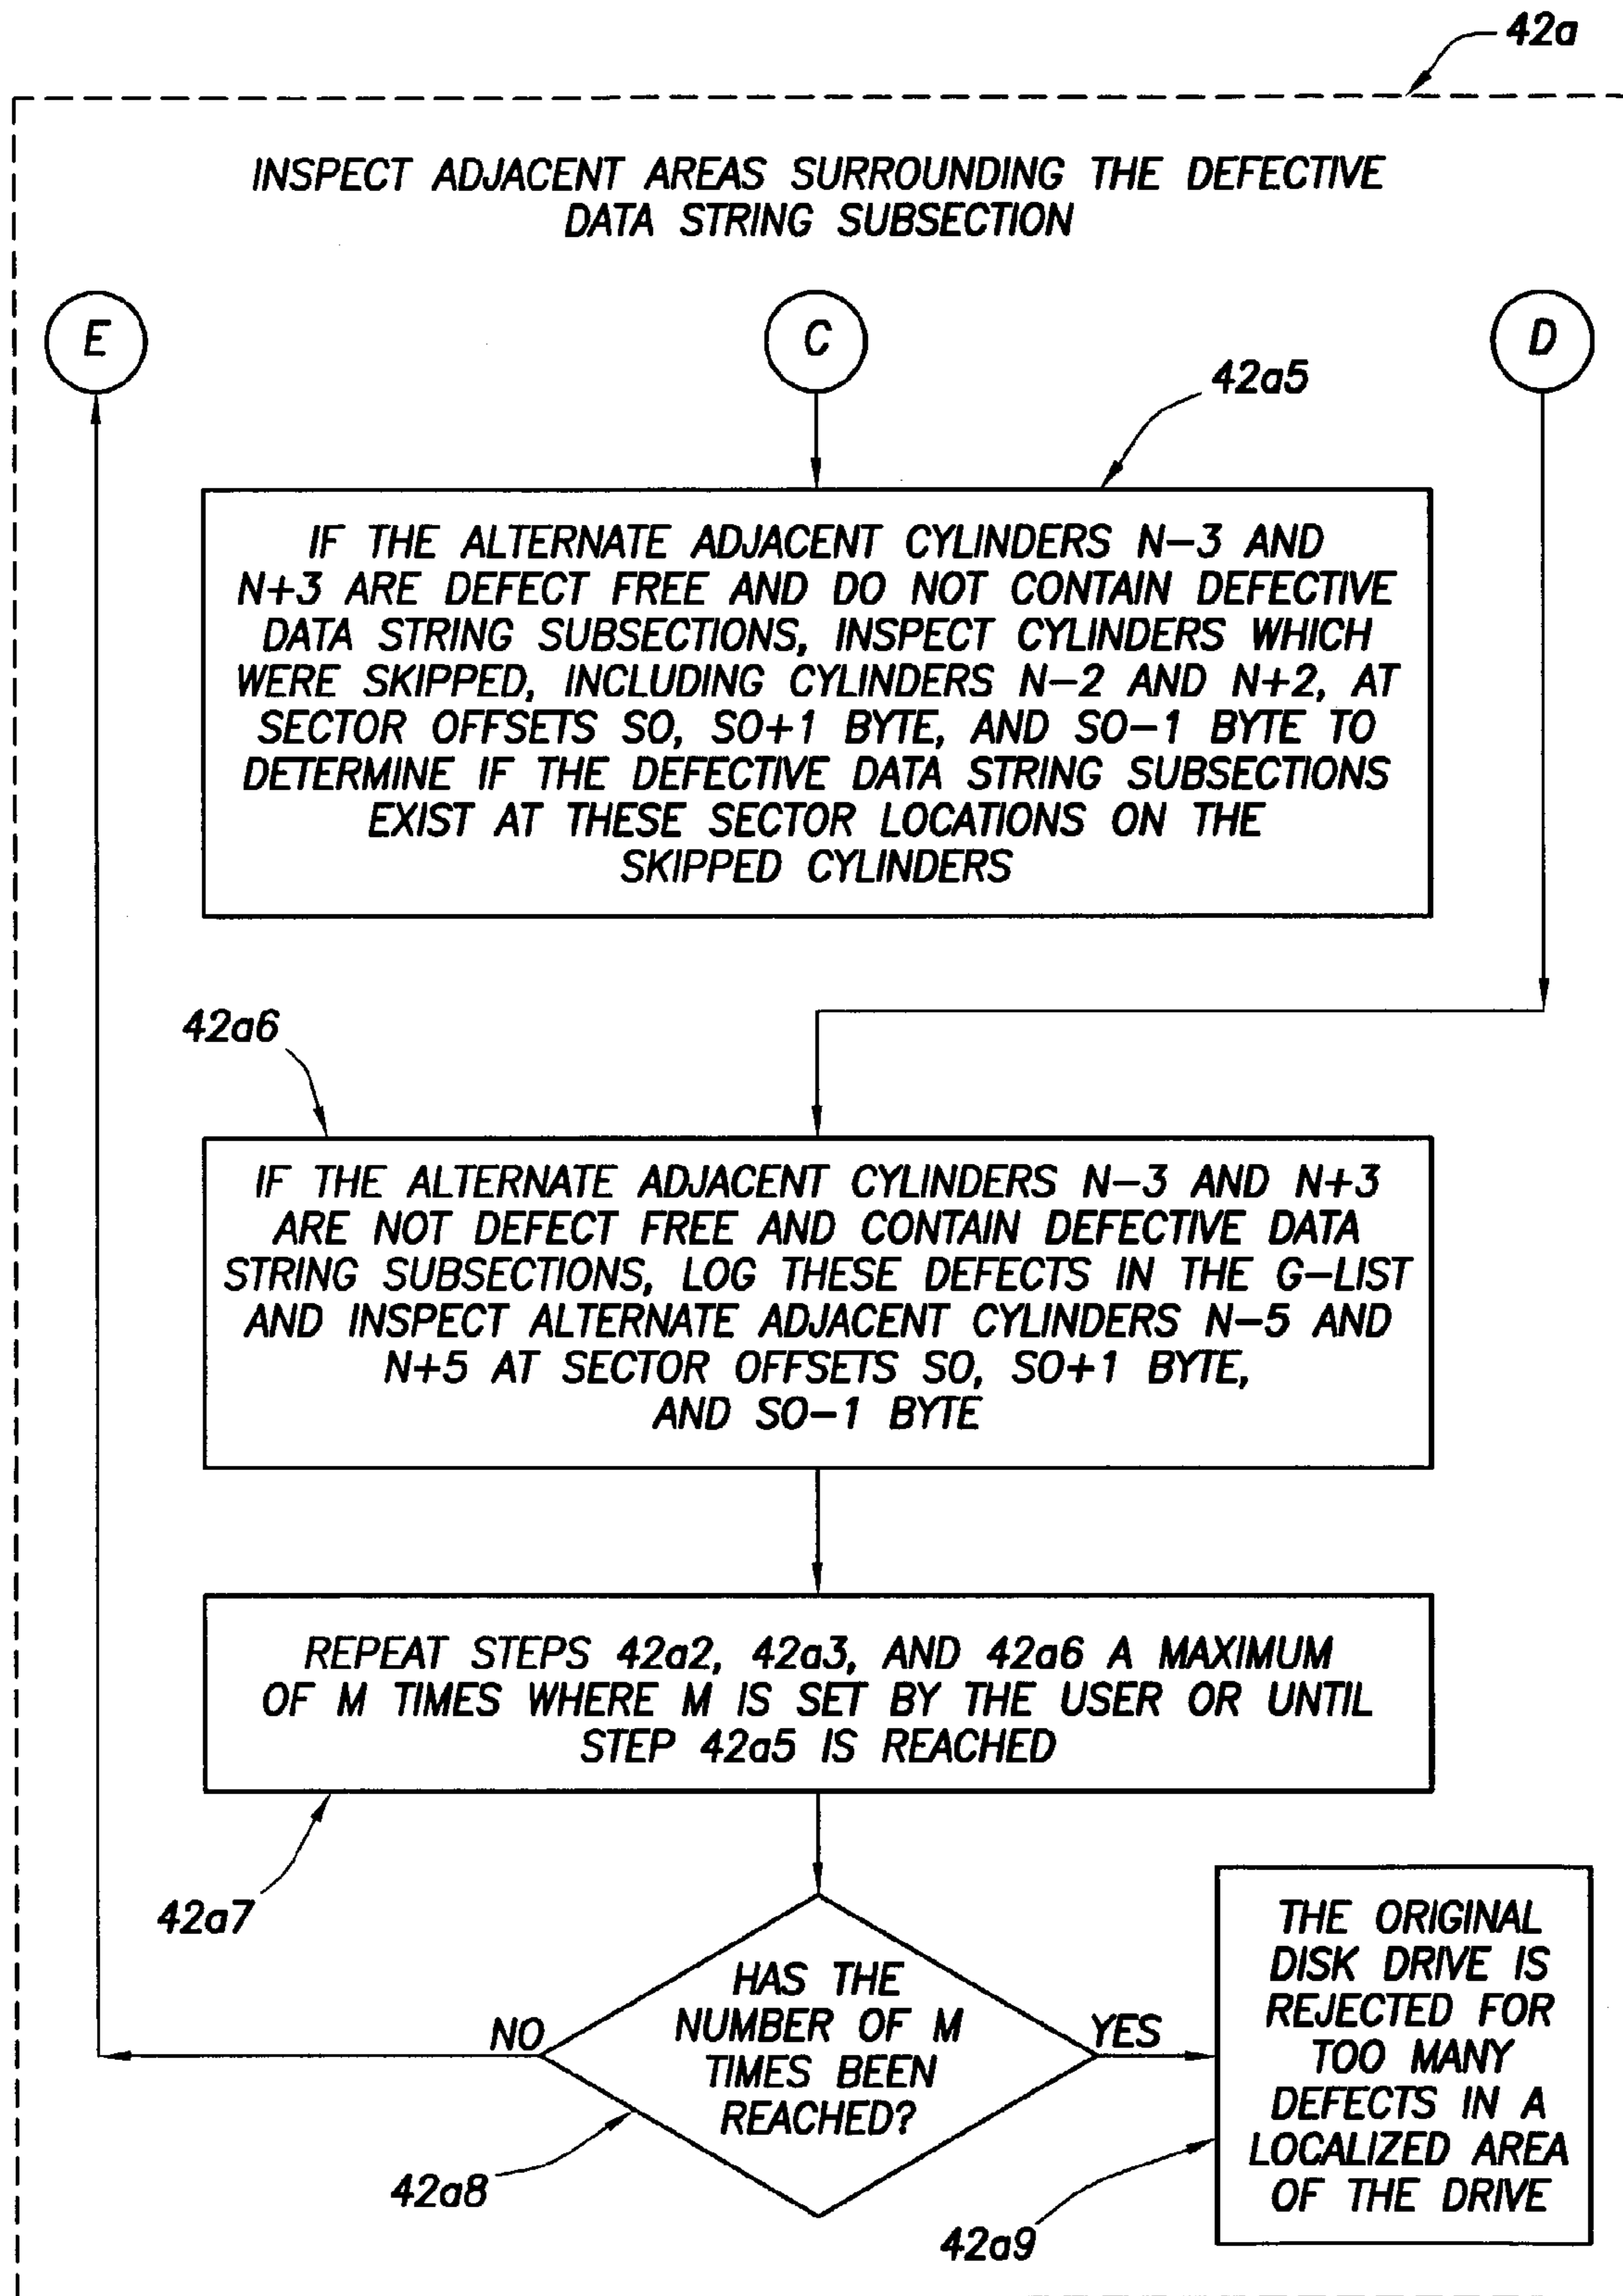 42a
INSPECT ADJACENT AREAS SURROUNDING THE DEFECTIVE
DATA STRING SUBSECTION
E
C
D
42a5
IF THE ALTERNATE ADJACENT CYLINDERS N-3 AND
N+3 ARE DEFECT FREE AND DO NOT CONTAIN DEFECTIVE
DATA STRING SUBSECTIONS, INSPECT CYLINDERS WHICH
WERE SKIPPED, INCLUDING CYLINDERS N-2 AND N+2, AT
SECTOR OFFSETS SO, SO+1 BYTE, AND SO-1 BYTE TO
DETERMINE IF THE DEFECTIVE DATA STRING SUBSECTIONS
EXIST AT THESE SECTOR LOCATIONS ON THE
SKIPPED CYLINDERS
42a6
IF THE ALTERNATE ADJACENT CYLINDERS N-3 AND N+3
ARE NOT DEFECT FREE AND CONTAIN DEFECTIVE DATA
STRING SUBSECTIONS, LOG THESE DEFECTS IN THE G-LIST
AND INSPECT ALTERNATE ADJACENT CYLINDERS N-5 AND
N+5 AT SECTOR OFFSETS SO, SO+1 BYTE,
AND SO-1 BYTE
REPEAT STEPS 42a2, 42a3, AND 42a6 A MAXIMUM
OF M TIMES WHERE M IS SET BY THE USER OR UNTIL
STEP 42a5 IS REACHED
42a7
HAS THE
NUMBER OF M
TIMES BEEN
REACHED?
NO
YES
42a8
THE ORIGINAL
DISK DRIVE IS
REJECTED FOR
TOO MANY
DEFECTS IN A
LOCALIZED AREA
OF THE DRIVE
42a9